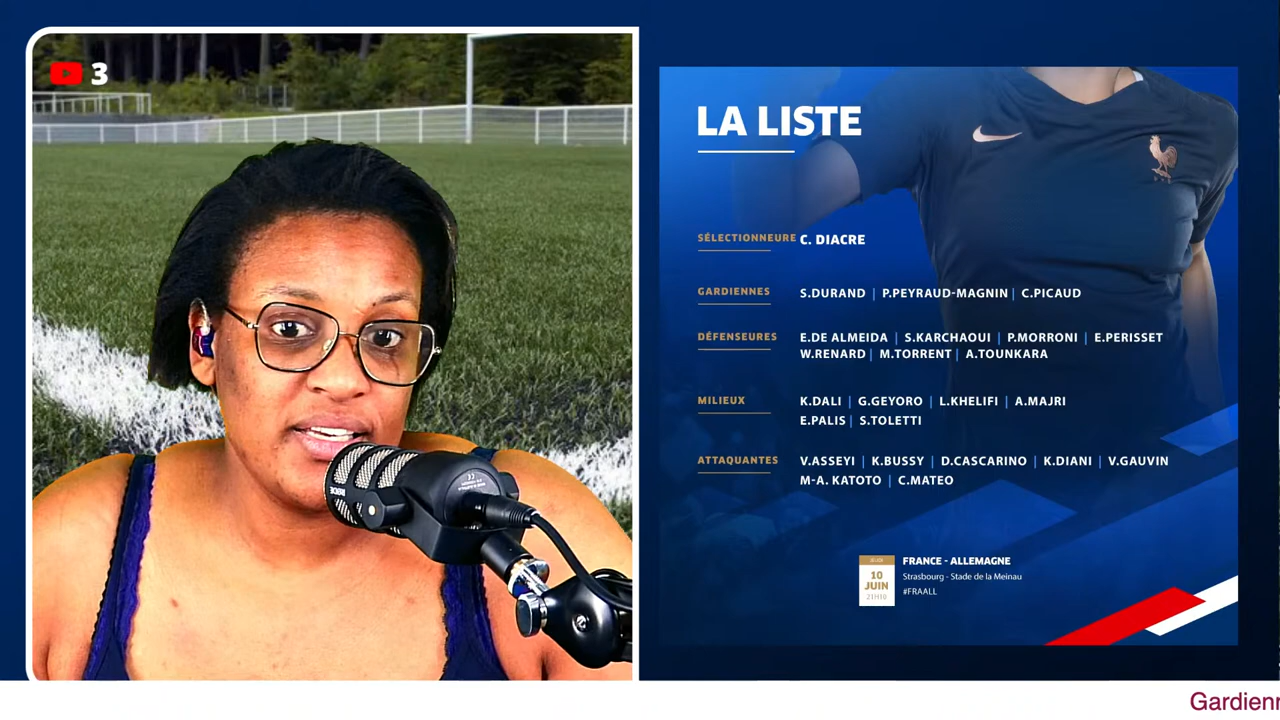 3
LA LISTE
SÉLECTIONNEURE C. DIACRE
GARDIENNES S.DURAND | P.PEYRAUD-MAGNIN | C.PICAUD
DÉFENSEURES E.DE ALMEIDA | S.KARCHAOUI | P.MORRONI | E.PERISSET
W.RENARD | M.TORRENT | A.TOUNKARA
MILIEUX K.DALI | G.GEYORO | L.KHELIFI | A.MAJRI
E.PALIS | S.TOLETTI
ATTAQUANTES V.ASSEYI | K.BUSSY | D.CASCARINO | K.DIANI | V.GAUVIN
M-A. KATOTO | C.MATEO
10
JUIN
21H10
FRANCE - ALLEMAGNE
Strasbourg - Stade de la Meinau
#FRAALL
RØDE
Gardienn